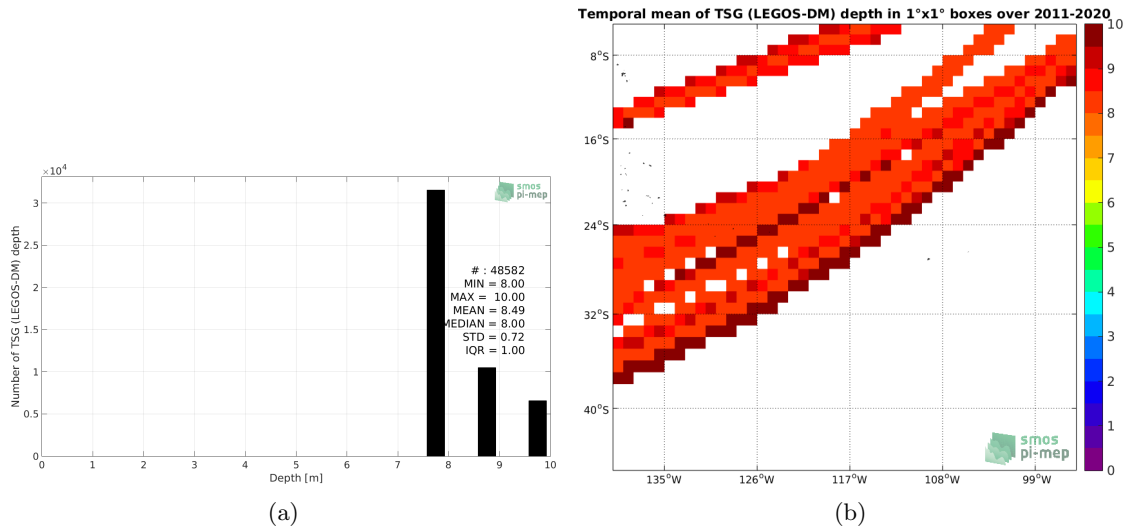 ×10⁴
3
2.5
2
1.5
1
0.5
0
Number of TSG (LEGOS-DM) depth
smos
pi-mep
# : 48582
MIN = 8.00
MAX = 10.00
MEAN = 8.49
MEDIAN = 8.00
STD = 0.72
IQR = 1.00
0 1 2 3 4 5 6 7 8 9 10
Depth [m]
(a)
Temporal mean of TSG (LEGOS-DM) depth in 1°x1° boxes over 2011-2020
8°S
16°S
24°S
32°S
40°S
135°W 126°W 117°W 108°W 99°W
smos
pi-mep
10
9
8
7
6
5
4
3
2
1
0
(b)